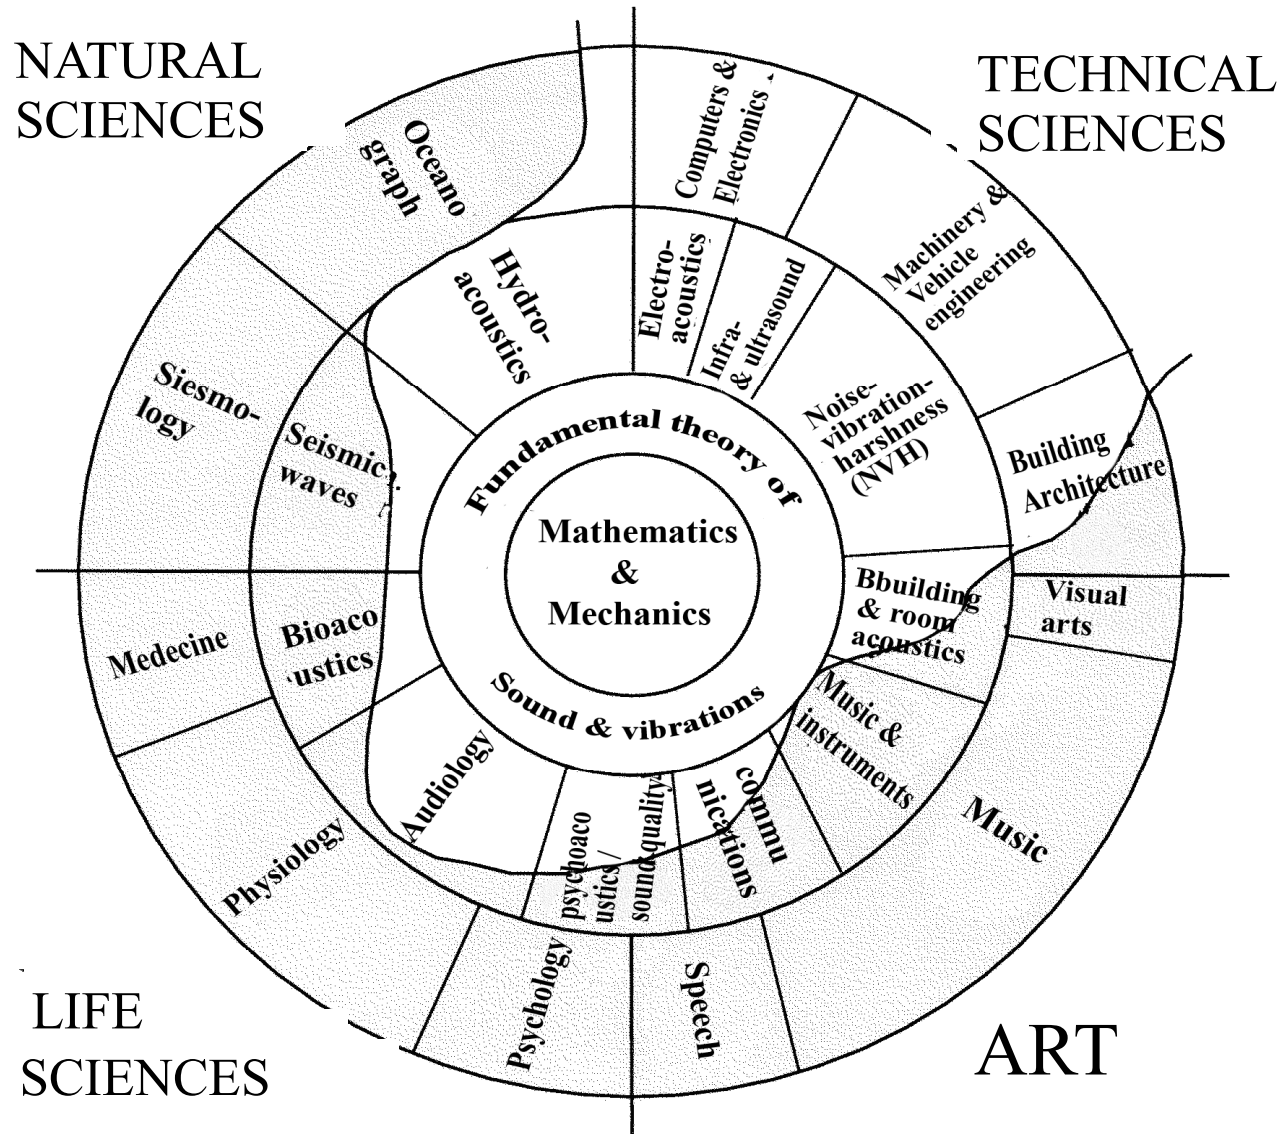 NATURAL
SCIENCES
TECHNICAL
SCIENCES
Oceano
graph
Computers &
Electronics
Machinery &
Vehicle
engineering
Hydro-
acoustics
Electro-
acoustics
Infra-
& ultrasound
Siesmo-
logy
Seismic
waves
Noise-
vibration-
harshness
(NVH)
Building
Architecture
Fundamental theory of
Mathematics
&
Mechanics
Sound & vibrations
Medecine
Bioaco
ustics
Bbuilding
& room
acoustics
Visual
arts
Physiology
Audiology
psychoaco
ustics /
sound quality
commu
nications
Music &
instruments
Music
Psychology
Speech
LIFE
SCIENCES
ART